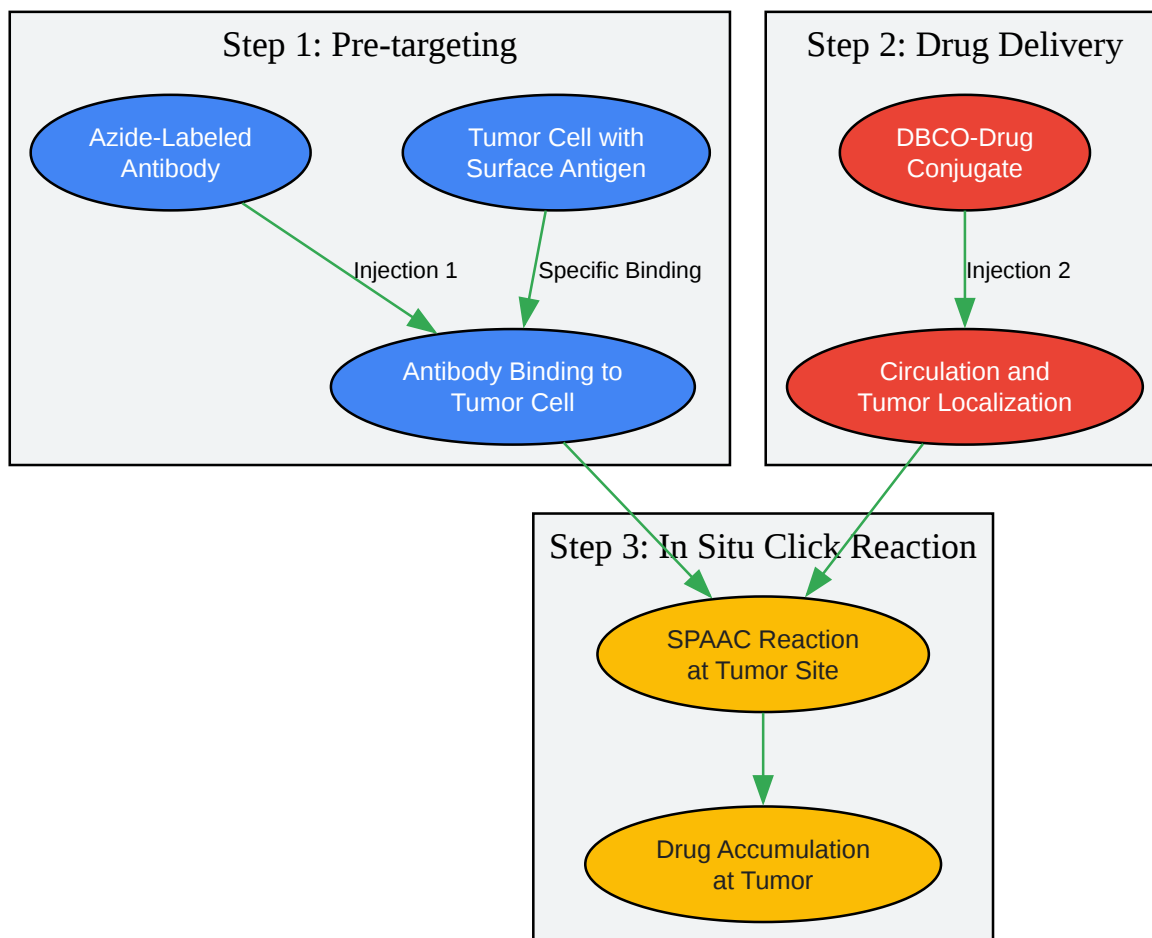 Step 1: Pre-targeting
Azide-Labeled
Antibody
Tumor Cell with
Surface Antigen
Injection 1
Specific Binding
Antibody Binding to
Tumor Cell
Step 2: Drug Delivery
DBCO-Drug
Conjugate
Injection 2
Circulation and
Tumor Localization
Step 3: In Situ Click Reaction
SPAAC Reaction
at Tumor Site
Drug Accumulation
at Tumor